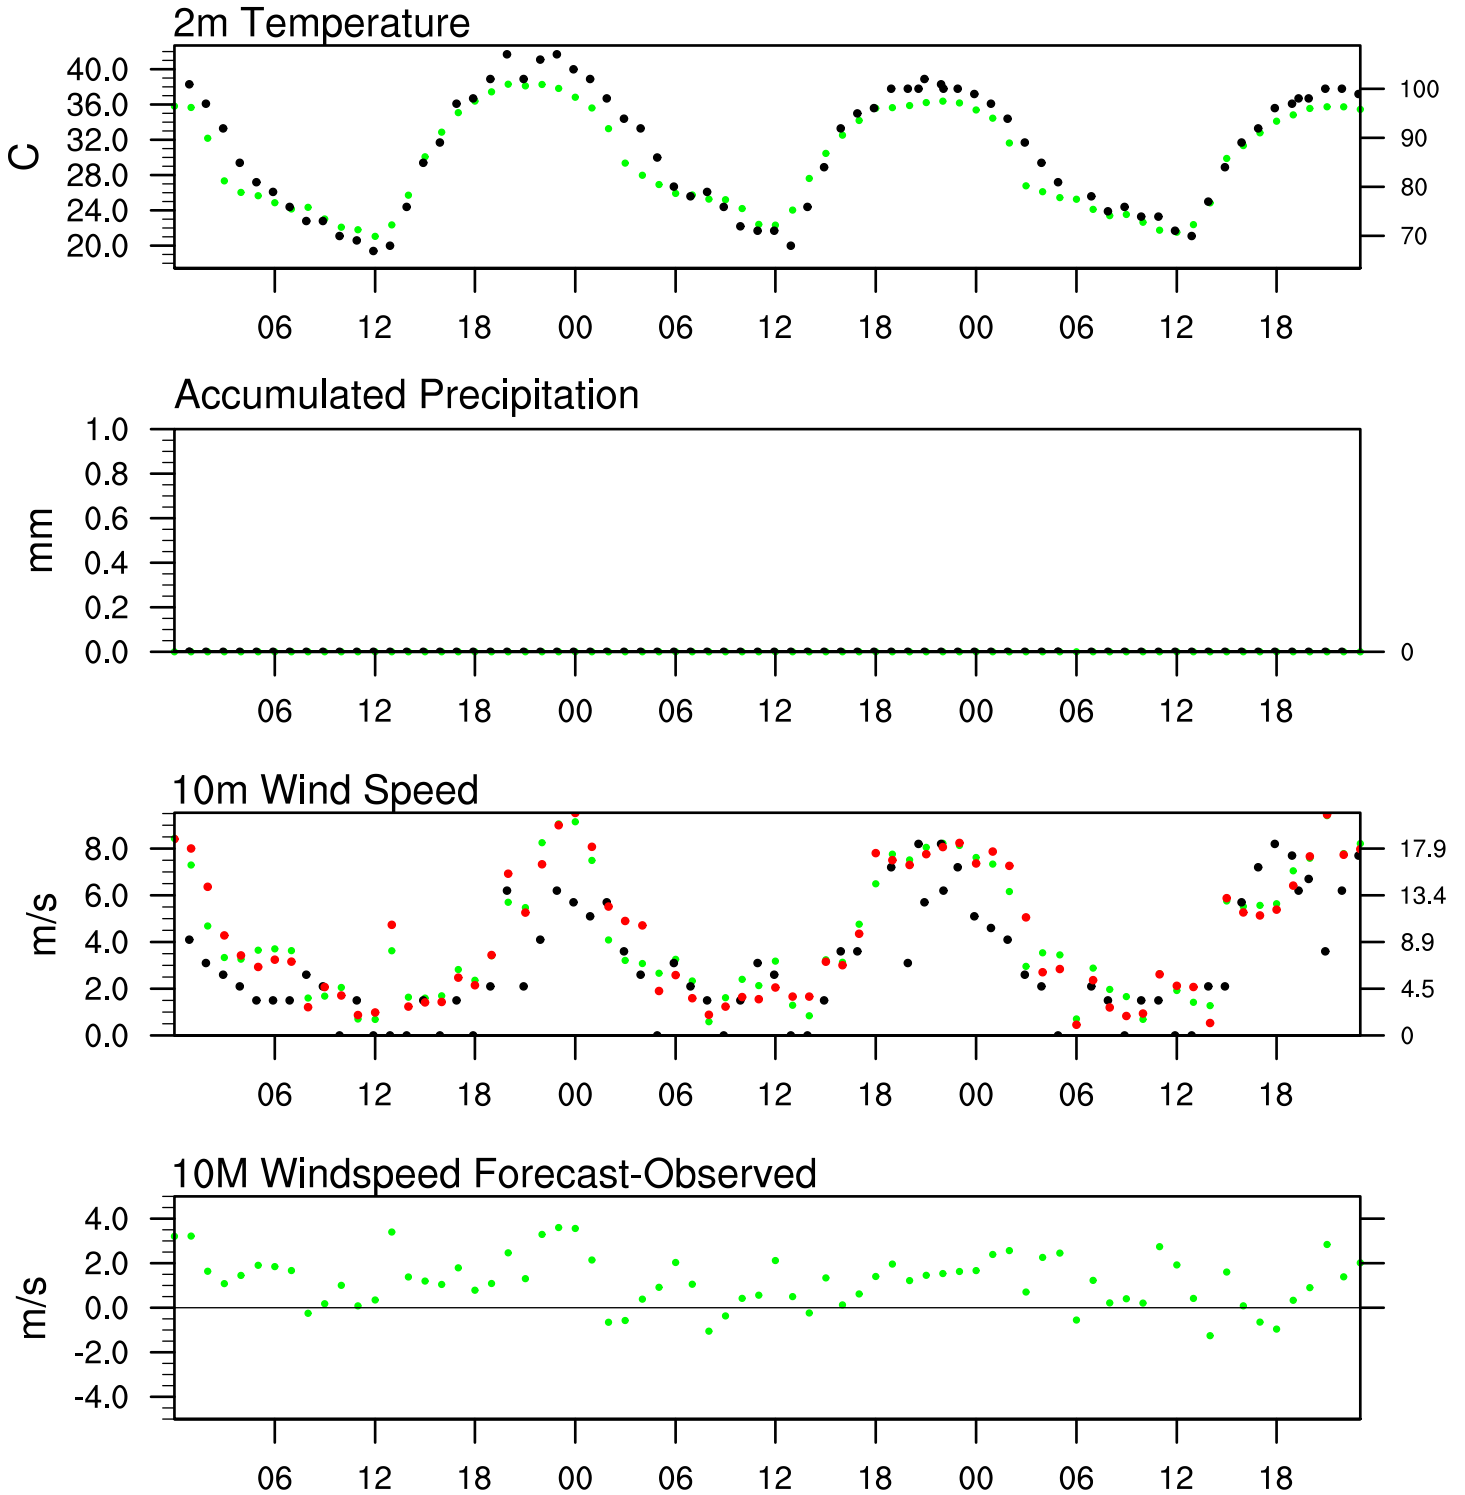 2m Temperature
C
40.0
36.0
32.0
28.0
24.0
20.0
100
90
80
70
06 12 18 00 06 12 18 00 06 12 18
Accumulated Precipitation
mm
1.0
0.8
0.6
0.4
0.2
0.0 0
06 12 18 00 06 12 18 00 06 12 18
10m Wind Speed
m/s
8.0 17.9
6.0 13.4
4.0 8.9
2.0 4.5
0.0 0
06 12 18 00 06 12 18 00 06 12 18
10M Windspeed Forecast-Observed
m/s
4.0
2.0
0.0
-2.0
-4.0
06 12 18 00 06 12 18 00 06 12 18